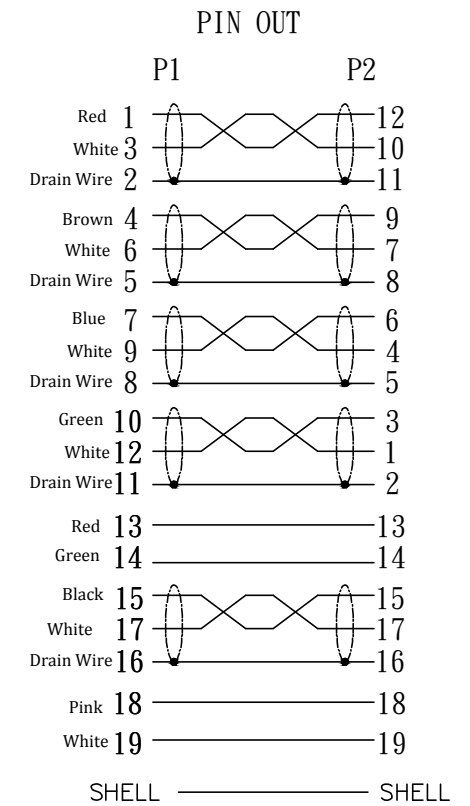 PIN OUT
P1 P2
Red 1 12
White 3 10
Drain Wire 2 11
Brown 4 9
White 6 7
Drain Wire 5 8
Blue 7 6
White 9 4
Drain Wire 8 5
Green 10 3
White 12 1
Drain Wire 11 2
Red 13 13
Green 14 14
Black 15 15
White 17 17
Drain Wire 16 16
Pink 18 18
White 19 19
SHELL SHELL